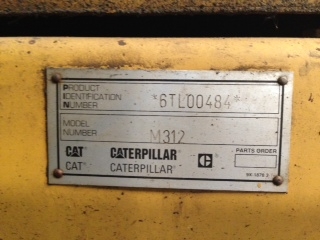 PRODUCT
IDENTIFICATION
NUMBER *6TL00484*
MODEL
NUMBER M312
CAT CATERPILLAR C PARTS ORDER
CAT CATERPILLAR